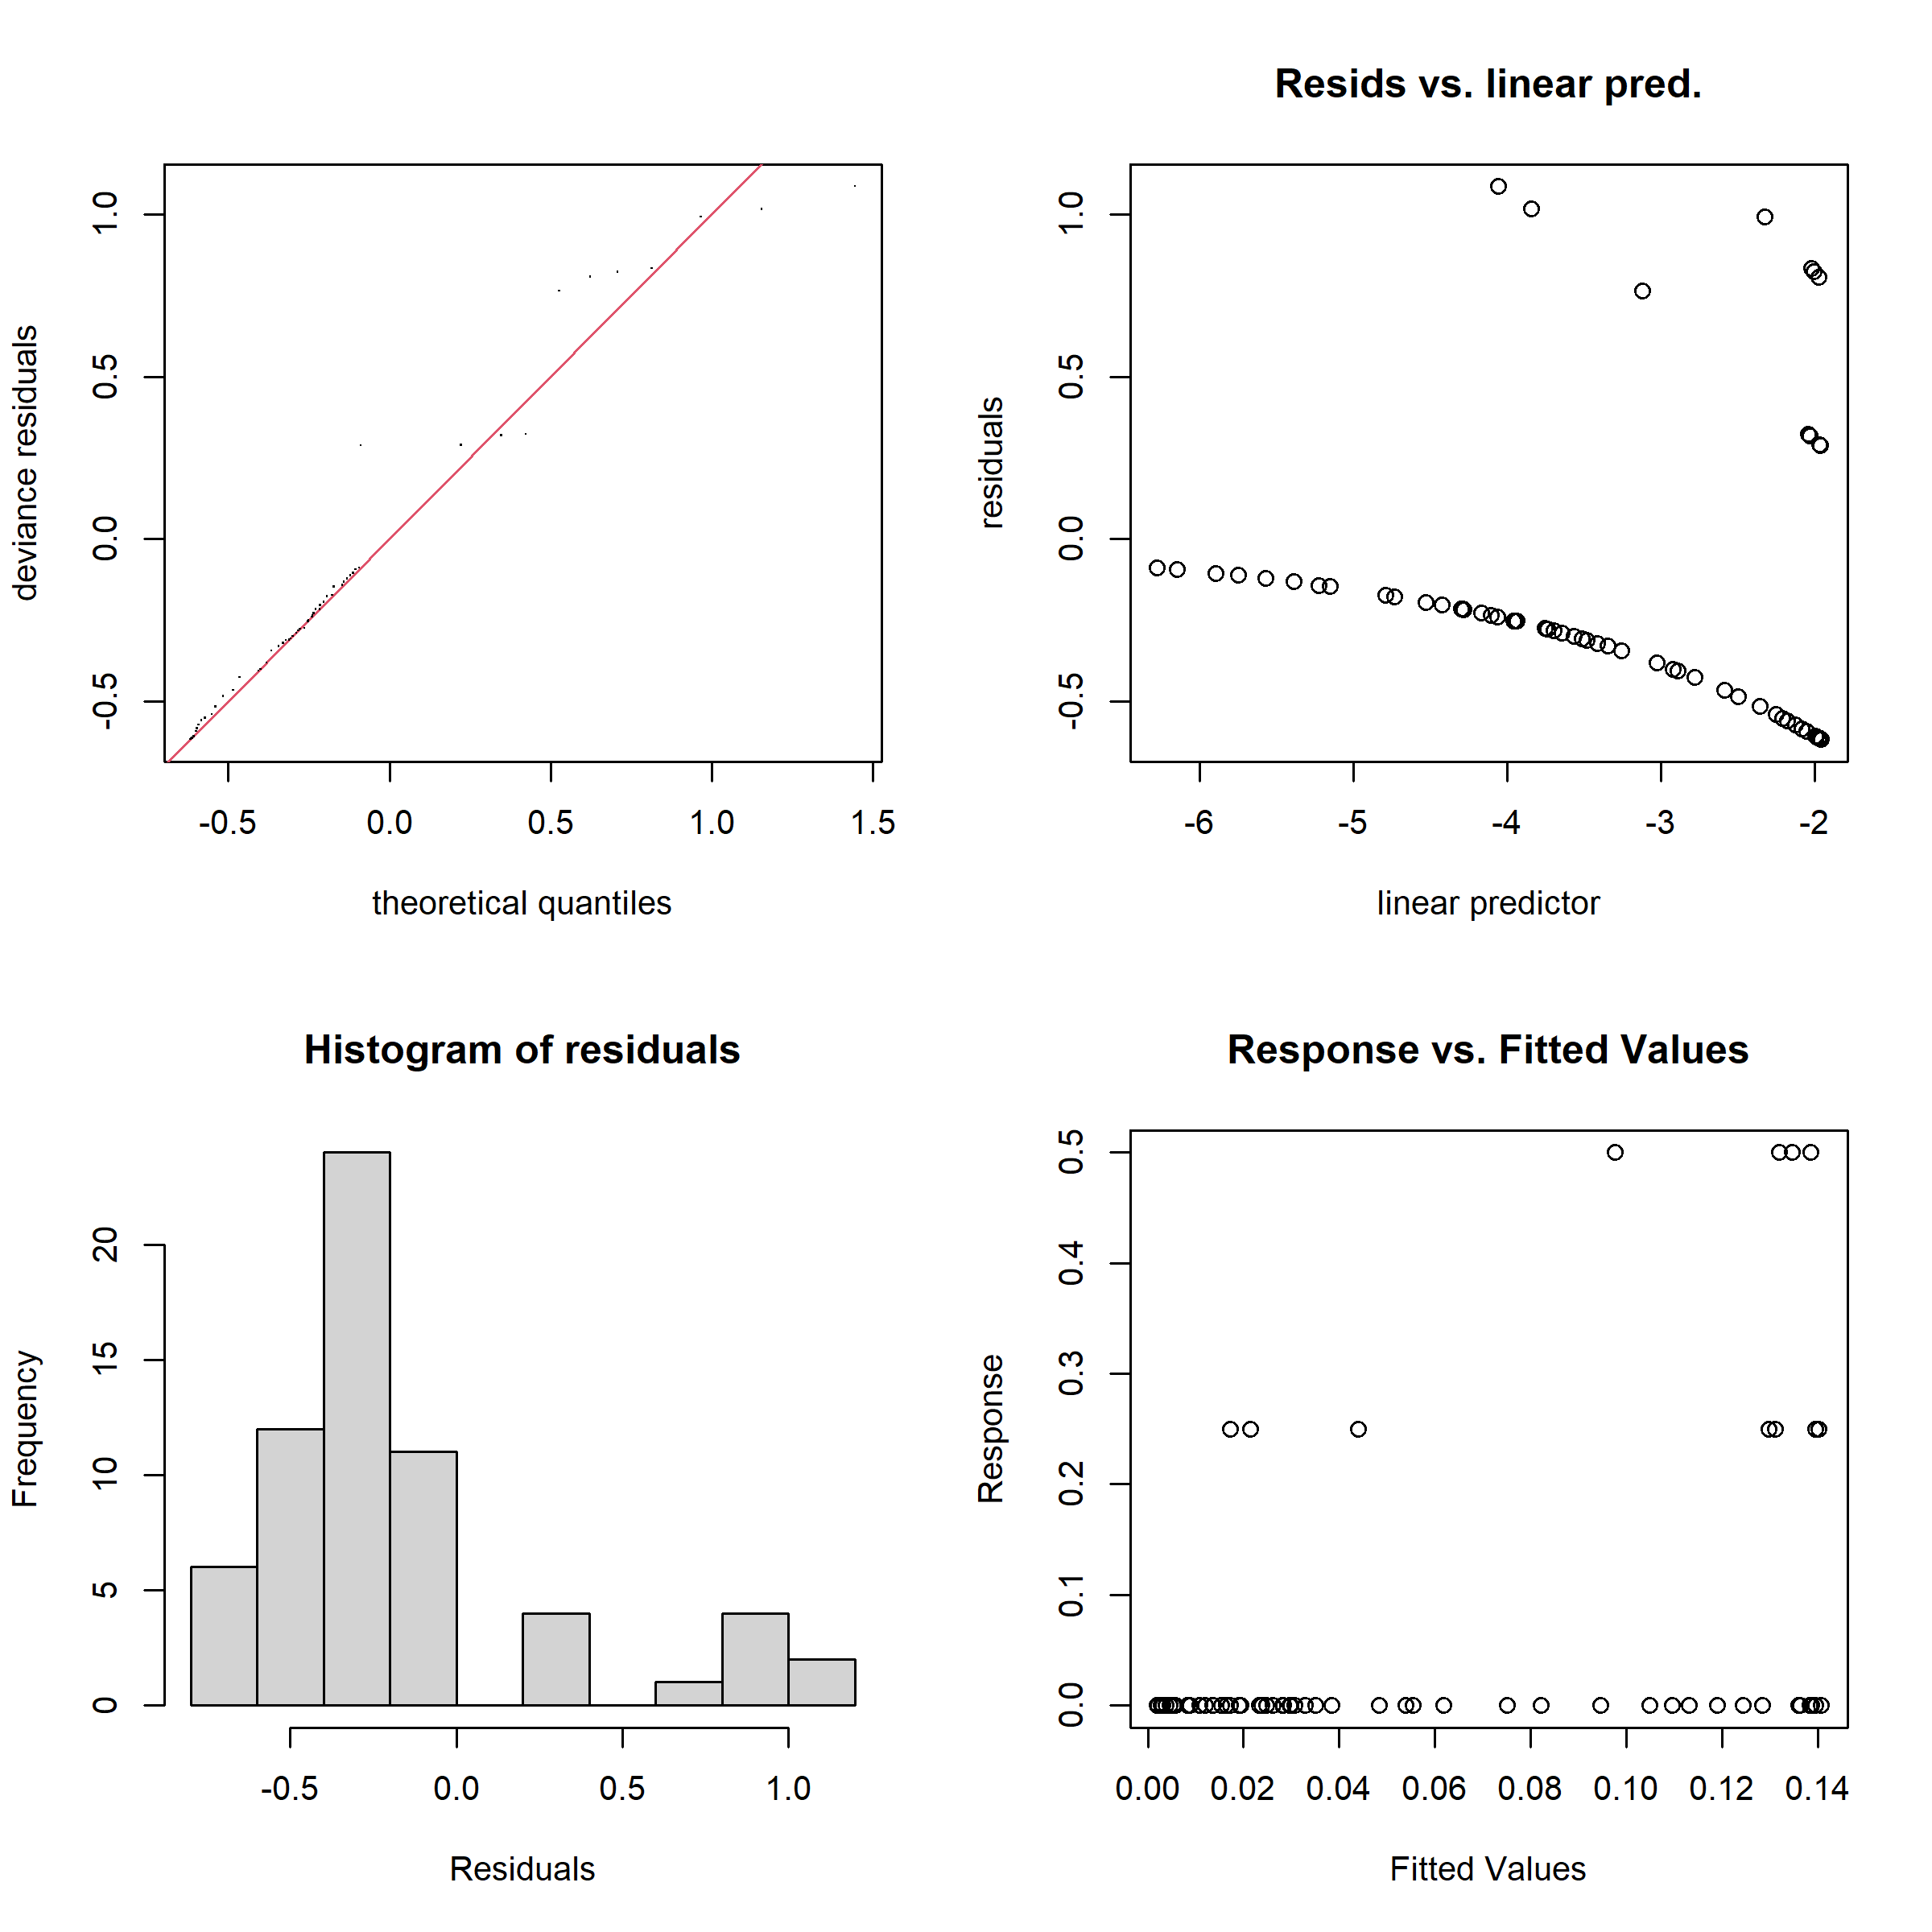 deviance residuals
1.0
0.5
0.0
-0.5
-0.5 0.0 0.5 1.0 1.5
theoretical quantiles
Resids vs. linear pred.
residuals
1.0
0.5
0.0
-0.5
-6 -5 -4 -3 -2
linear predictor
Histogram of residuals
Frequency
20
15
10
5
0
-0.5 0.0 0.5 1.0
Residuals
Response vs. Fitted Values
Response
0.5
0.4
0.3
0.2
0.1
0.0
0.00 0.02 0.04 0.06 0.08 0.10 0.12 0.14
Fitted Values